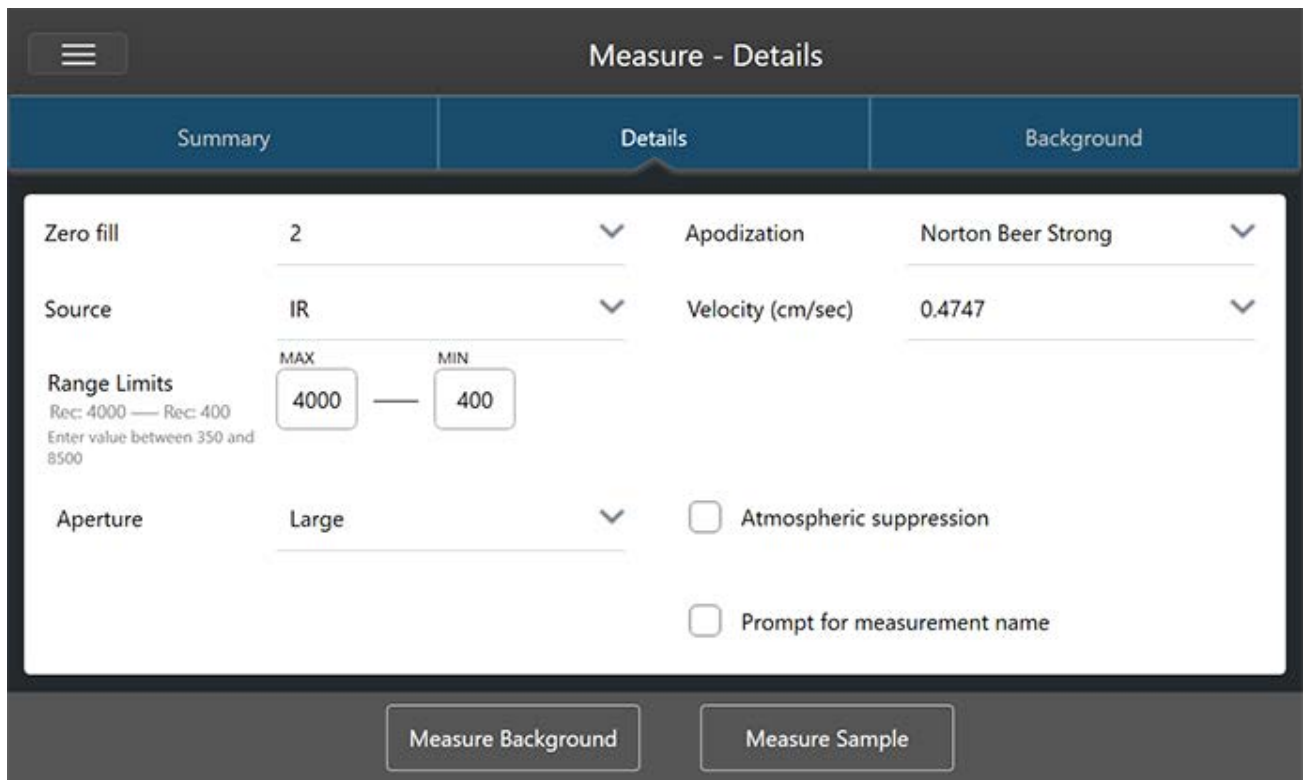 Measure - Details
Summary
Details
Background
Zero fill
2
Apodization
Norton Beer Strong
Source
IR
Velocity (cm/sec)
0.4747
Range Limits
Rec: 4000 — Rec: 400
Enter value between 350 and
8500
MAX
MIN
4000 — 400
Aperture
Large
Atmospheric suppression
Prompt for measurement name
Measure Background
Measure Sample